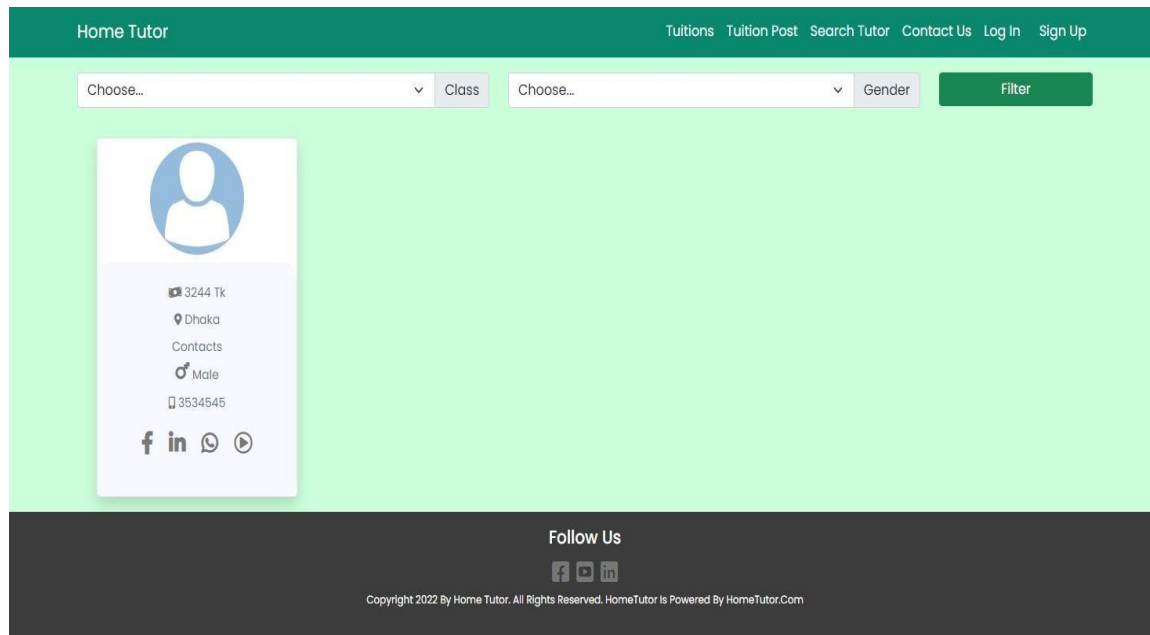 Home Tutor Tuitions Tuition Post Search Tutor Contact Us Log In Sign Up
Choose... Class Choose... Gender Filter
3244 Tk
Dhaka
Contacts
Male
3534545
Follow Us
Copyright 2022 By Home Tutor. All Rights Reserved. HomeTutor Is Powered By HomeTutor.Com